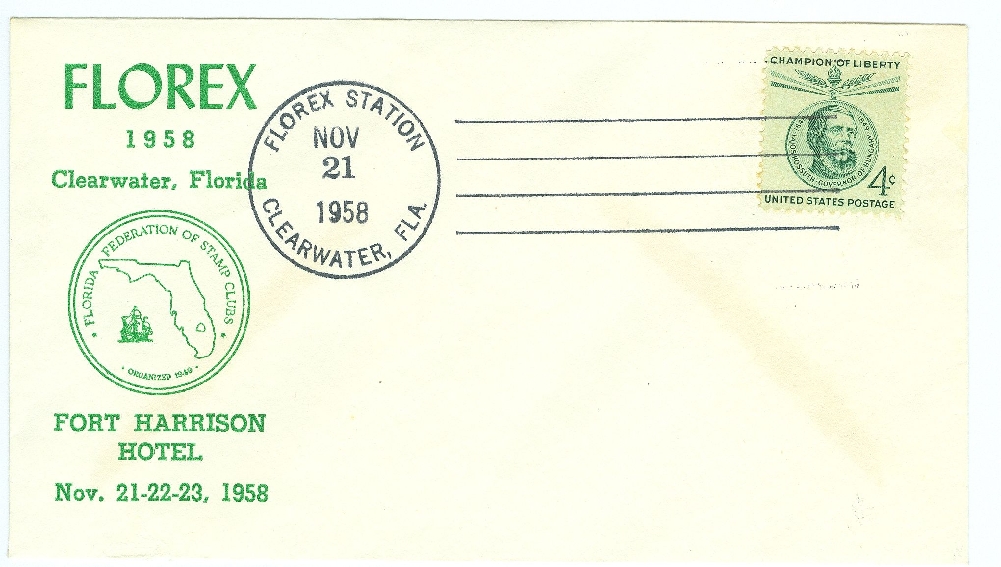 FLOREX
1958
Clearwater, Florida
FLORIDA FEDERATION OF STAMP CLUBS
ORGANIZED 1949
FORT HARRISON
HOTEL
Nov. 21-22-23, 1958
FLOREX STATION
NOV
21
1958
CLEARWATER, FLA.
CHAMPION OF LIBERTY
4c
UNITED STATES POSTAGE